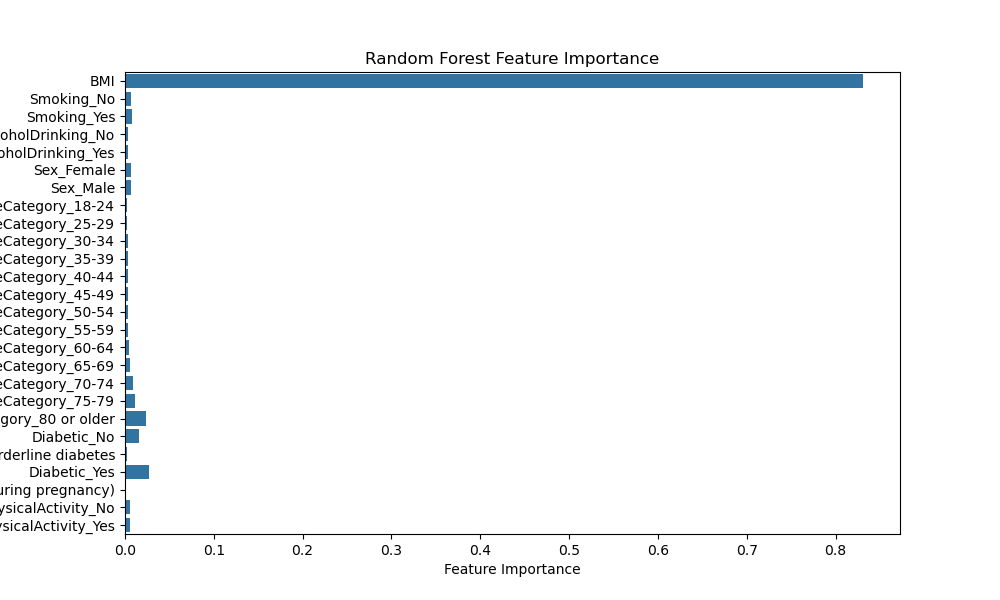 Random Forest Feature Importance
BMI
Smoking_No
Smoking_Yes
oholDrinking_No
oholDrinking_Yes
Sex_Female
Sex_Male
eCategory_18-24
eCategory_25-29
eCategory_30-34
eCategory_35-39
eCategory_40-44
eCategory_45-49
eCategory_50-54
eCategory_55-59
eCategory_60-64
eCategory_65-69
eCategory_70-74
eCategory_75-79
gory_80 or older
Diabetic_No
rderline diabetes
Diabetic_Yes
uring pregnancy)
ysicalActivity_No
ysicalActivity_Yes
0.0 0.1 0.2 0.3 0.4 0.5 0.6 0.7 0.8
Feature Importance